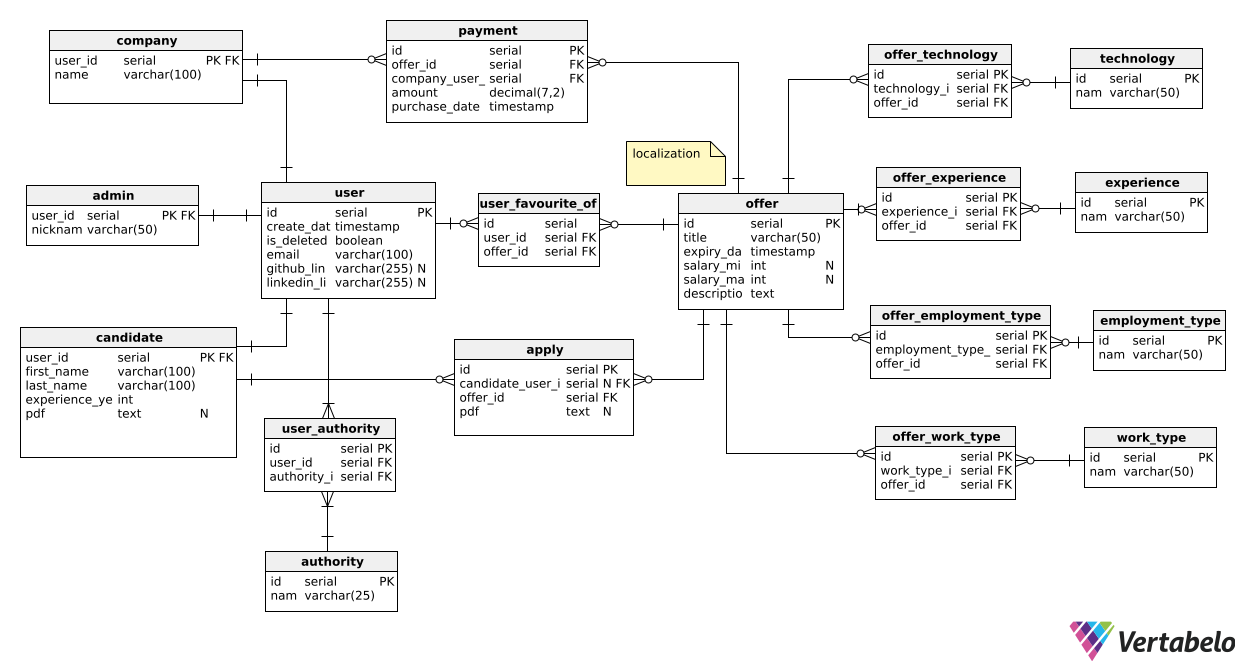 company
user_id serial PK FK
name varchar(100)
payment
id serial PK
offer_id serial FK
company_user_ serial FK
amount decimal(7,2)
purchase_date timestamp
offer_technology
id serial PK
technology_i serial FK
offer_id serial FK
technology
id serial PK
nam varchar(50)
localization
admin
user_id serial PK FK
nicknam varchar(50)
user
id serial PK
create_dat timestamp
is_deleted boolean
email varchar(100)
github_lin varchar(255) N
linkedin_li varchar(255) N
user_favourite_of
id serial
user_id serial FK
offer_id serial FK
offer
id serial PK
title varchar(50)
expiry_da timestamp
salary_mi int N
salary_ma int N
descriptio text
offer_experience
id serial PK
experience_i serial FK
offer_id serial FK
experience
id serial PK
nam varchar(50)
candidate
user_id serial PK FK
first_name varchar(100)
last_name varchar(100)
experience_ye int
pdf text N
apply
id serial PK
candidate_user_i serial N FK
offer_id serial FK
pdf text N
offer_employment_type
id serial PK
employment_type_ serial FK
offer_id serial FK
employment_type
id serial PK
nam varchar(50)
user_authority
id serial PK
user_id serial FK
authority_i serial FK
offer_work_type
id serial PK
work_type_i serial FK
offer_id serial FK
work_type
id serial PK
nam varchar(50)
authority
id serial PK
nam varchar(25)
Vertabelo